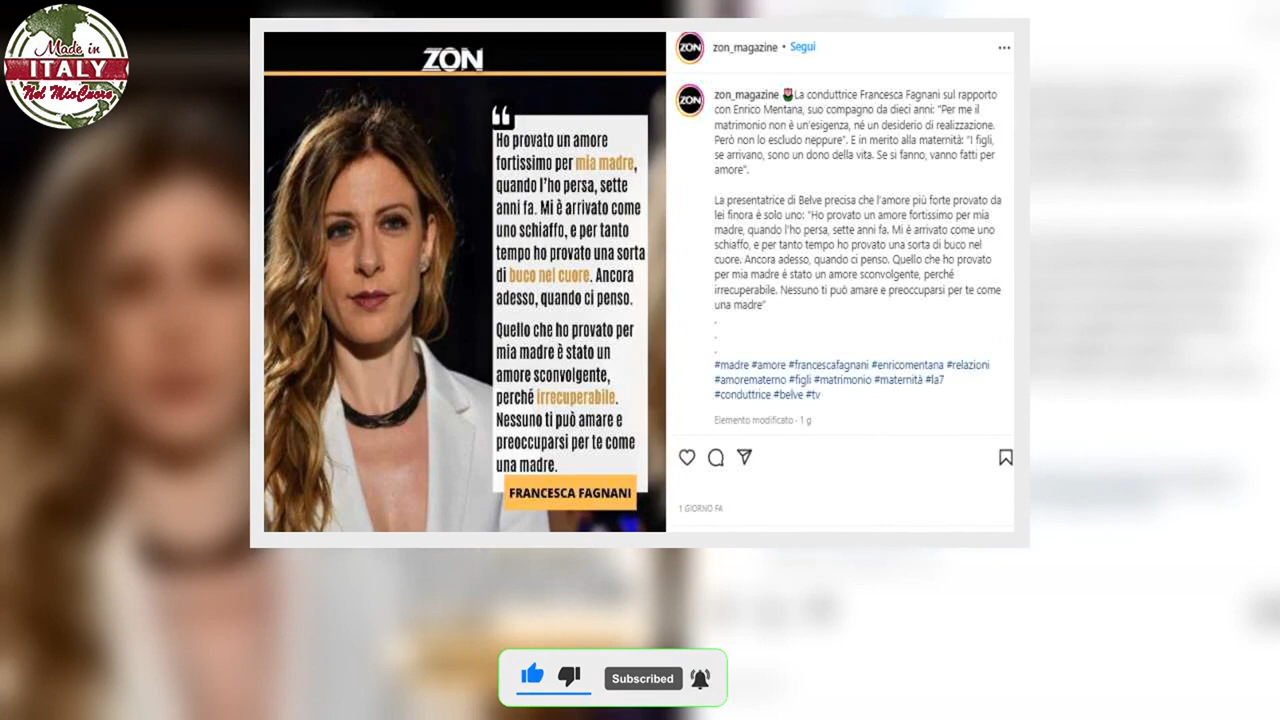 Made in
ITALY
Nel MioCuore
ZON
“
Ho provato un amore
fortissimo per mia madre,
quando l'ho persa, sette
anni fa. Mi è arrivato come
uno schiaffo, e per tanto
tempo ho provato una sorta
di buco nel cuore. Ancora
adesso, quando ci penso.
Quello che ho provato per
mia madre è stato un
amore sconvolgente,
perché irrecuperabile.
Nessuno ti può amare e
preoccuparsi per te come
una madre.
FRANCESCA FAGNANI
ZON
zon_magazine • Segui
ZON
zon_magazine 🌷La conduttrice Francesca Fagnani sul rapporto
con Enrico Mentana, suo compagno da dieci anni: "Per me il
matrimonio non è un'esigenza, né un desiderio di realizzazione.
Però non lo escludo neppure". E in merito alla maternità: "I figli,
se arrivano, sono un dono della vita. Se si fanno, vanno fatti per
amore".
La presentatrice di Belve precisa che l'amore più forte provato da
lei finora è solo uno: "Ho provato un amore fortissimo per mia
madre, quando l'ho persa, sette anni fa. Mi è arrivato come uno
schiaffo, e per tanto tempo ho provato una sorta di buco nel
cuore. Ancora adesso, quando ci penso. Quello che ho provato
per mia madre è stato un amore sconvolgente, perché
irrecuperabile. Nessuno ti può amare e preoccuparsi per te come
una madre"
.
.
.
#madre #amore #francescafagnani #enricomentana #relazioni
#amorematerno #figli #matrimonio #maternità #la7
#conduttrice #belve #tv
Elemento modificato · 1 g
1 GIORNO FA
Subscribed